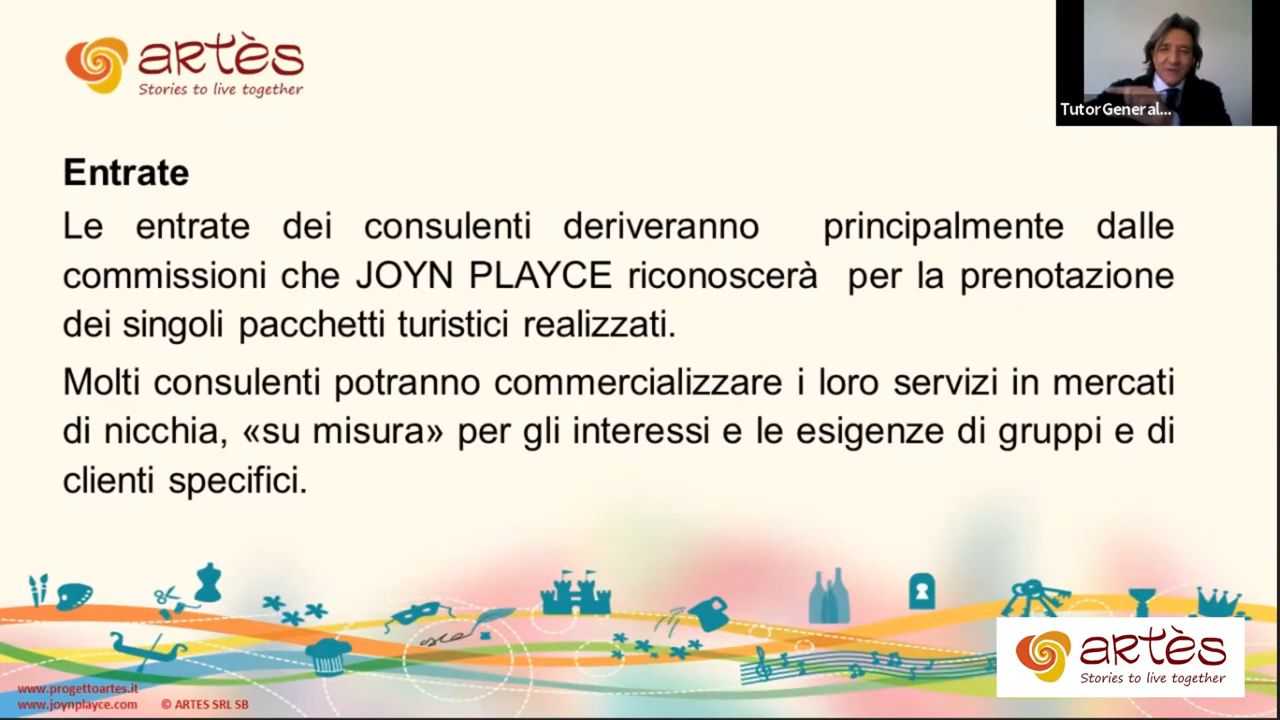 artès
Stories to live together
TutorGeneral...
Entrate
Le entrate dei consulenti deriveranno principalmente dalle
commissioni che JOYN PLAYCE riconoscerà per la prenotazione
dei singoli pacchetti turistici realizzati.
Molti consulenti potranno commercializzare i loro servizi in mercati
di nicchia, «su misura» per gli interessi e le esigenze di gruppi e di
clienti specifici.
artès
Stories to live together
www.progettoartes.it
www.joynplayce.com © ARTES SRL SB